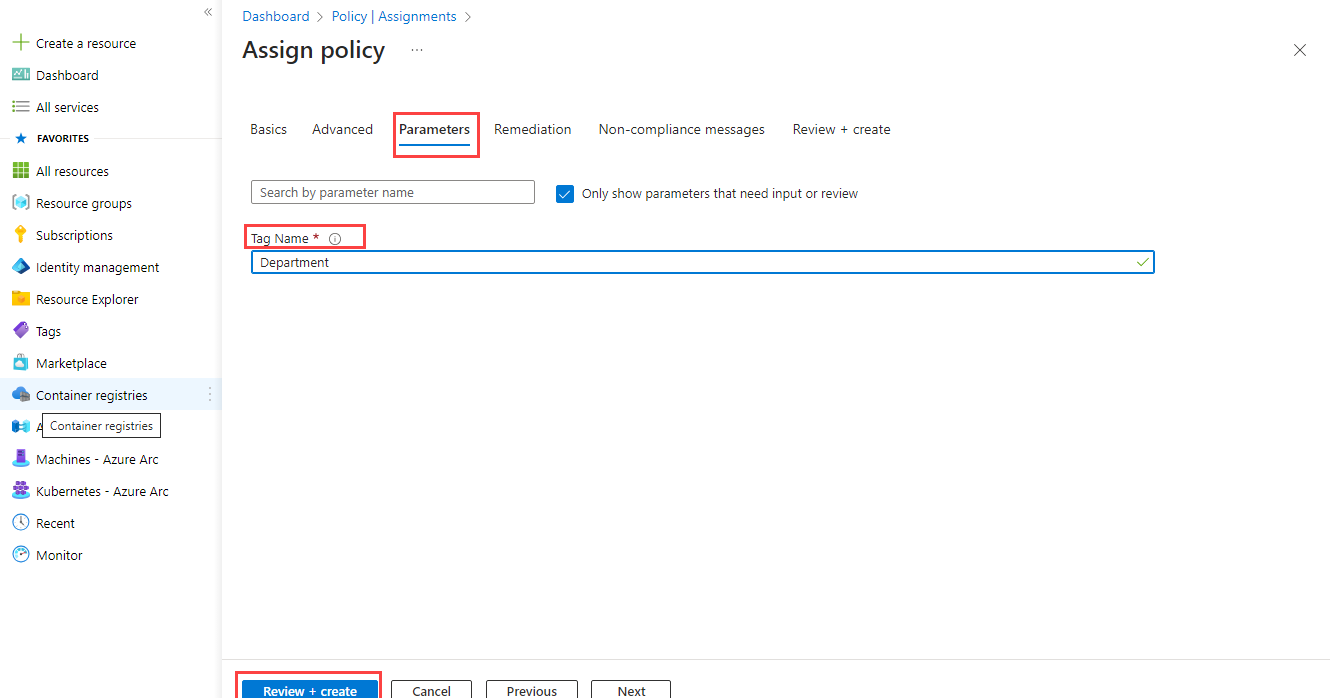 «
Create a resource
Dashboard
All services
FAVORITES
All resources
Resource groups
Subscriptions
Identity management
Resource Explorer
Tags
Marketplace
Container registries
A
Container registries
Machines - Azure Arc
Kubernetes - Azure Arc
Recent
Monitor
Dashboard > Policy | Assignments >
Assign policy ...
Basics Advanced Parameters Remediation Non-compliance messages Review + create
Search by parameter name Only show parameters that need input or review
Tag Name *
Department
Review + create Cancel Previous Next